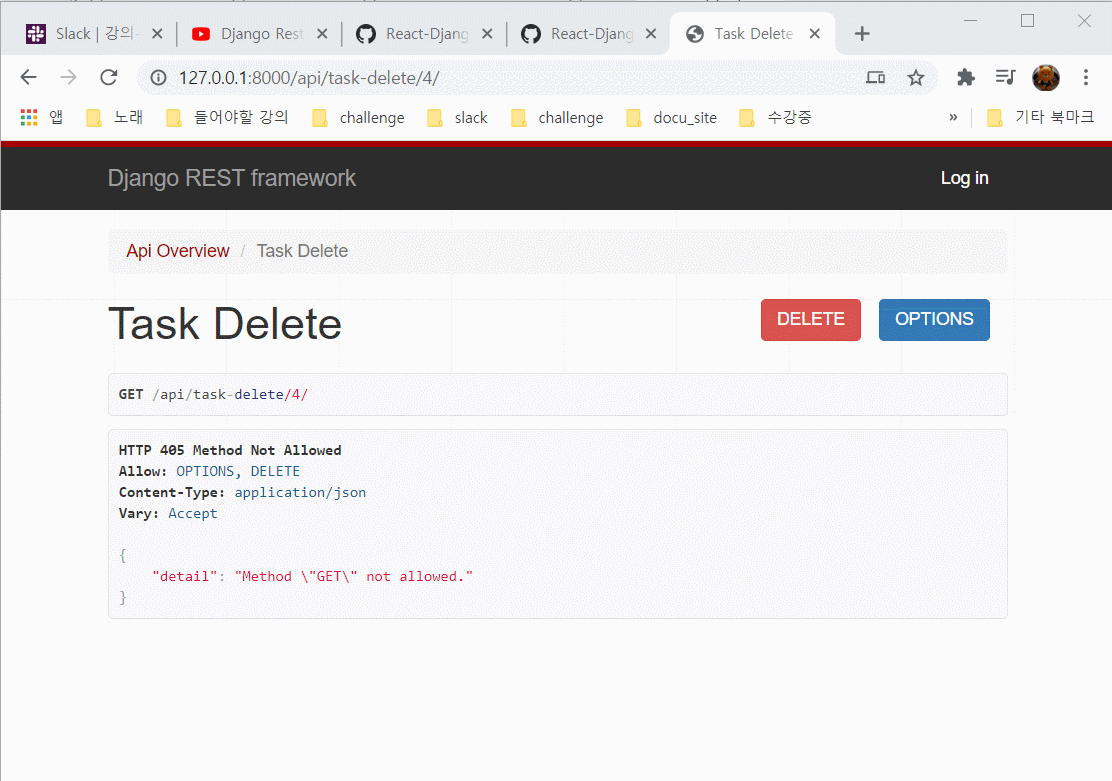 Slack | 강의- Django Rest React-Djang React-Djang Task Delete
127.0.0.1:8000/api/task-delete/4/
앱 노래 들어야할 강의 challenge slack challenge docu_site 수강중 » 기타 북마크
Django REST framework Log in
Api Overview / Task Delete
Task Delete DELETE OPTIONS
GET /api/task-delete/4/
HTTP 405 Method Not Allowed
Allow: OPTIONS, DELETE
Content-Type: application/json
Vary: Accept
{
"detail": "Method \"GET\" not allowed."
}